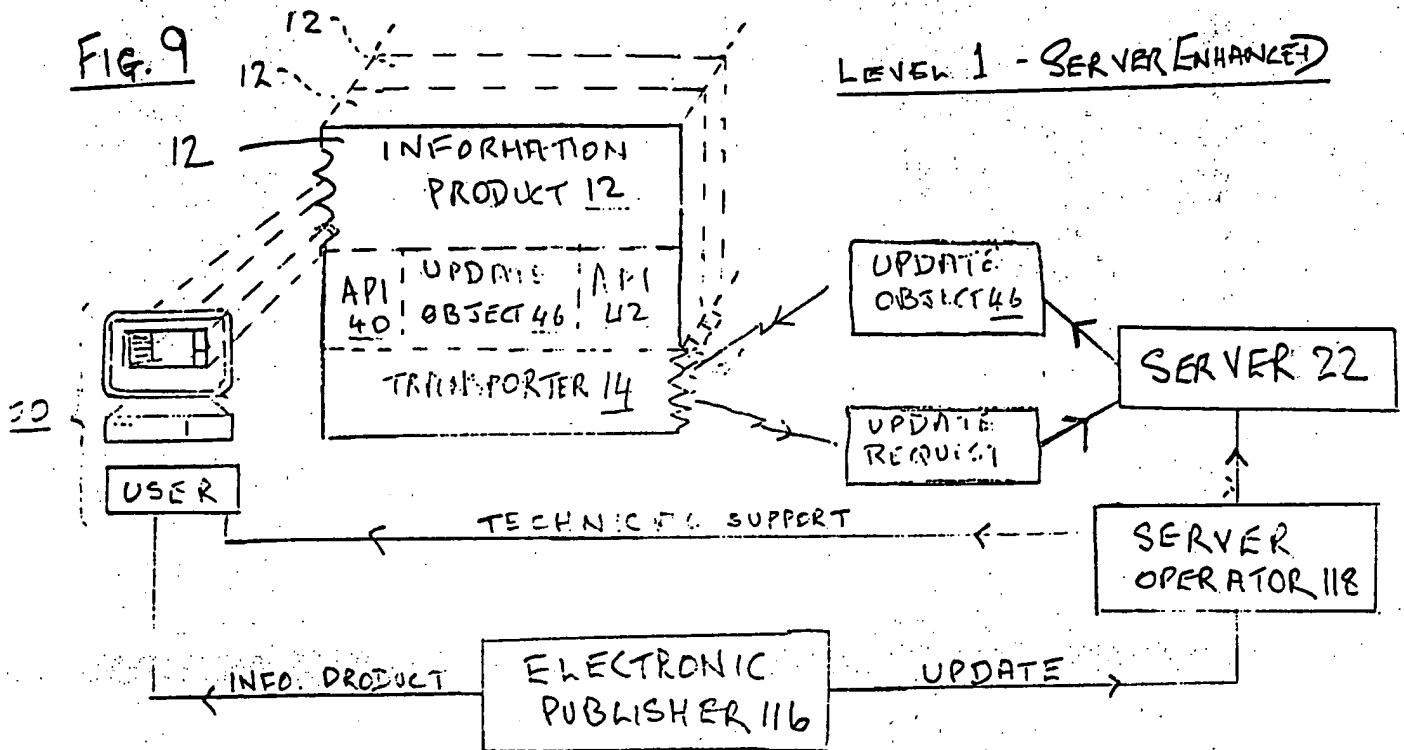 FIG. 9
12
12
12
LEVEL 1 - SERVER ENHANCED
INFORMATION
PRODUCT 12
API
40
UPDATE
OBJECT 46
API
42
TRANSPORTER 14
UPDATE
OBJECT 46
UPDATE
REQUEST
SERVER 22
USER
TECHNICAL SUPPORT
SERVER
OPERATOR 118
INFO. PRODUCT
ELECTRONIC
PUBLISHER 116
UPDATE